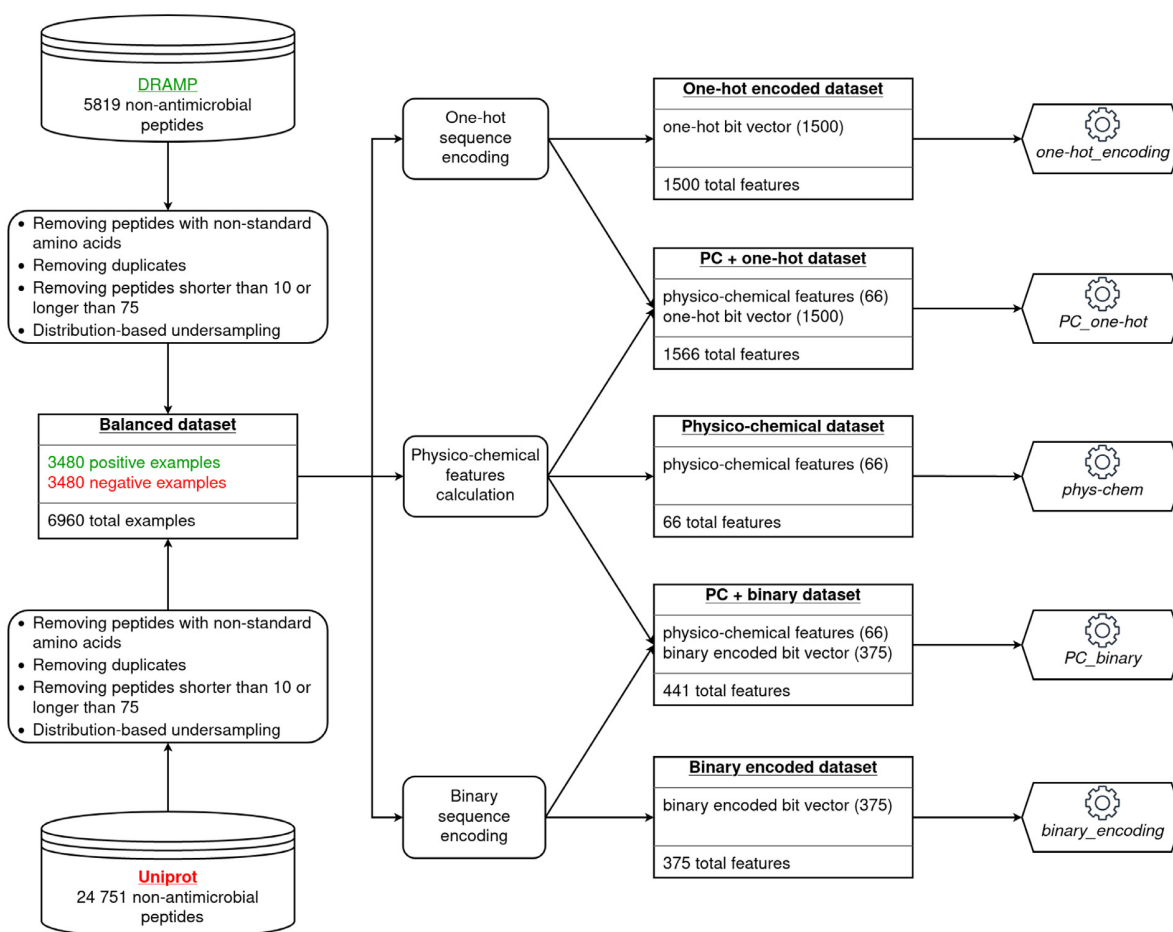 DRAMP
5819 non-antimicrobial
peptides
• Removing peptides with non-standard
amino acids
• Removing duplicates
• Removing peptides shorter than 10 or
longer than 75
• Distribution-based undersampling
Balanced dataset
3480 positive examples
3480 negative examples
6960 total examples
• Removing peptides with non-standard
amino acids
• Removing duplicates
• Removing peptides shorter than 10 or
longer than 75
• Distribution-based undersampling
Uniprot
24 751 non-antimicrobial
peptides
One-hot
sequence
encoding
Physico-chemical
features
calculation
Binary
sequence
encoding
One-hot encoded dataset
one-hot bit vector (1500)
1500 total features
PC + one-hot dataset
physico-chemical features (66)
one-hot bit vector (1500)
1566 total features
Physico-chemical dataset
physico-chemical features (66)
66 total features
PC + binary dataset
physico-chemical features (66)
binary encoded bit vector (375)
441 total features
Binary encoded dataset
binary encoded bit vector (375)
375 total features
one-hot_encoding
PC_one-hot
phys-chem
PC_binary
binary_encoding